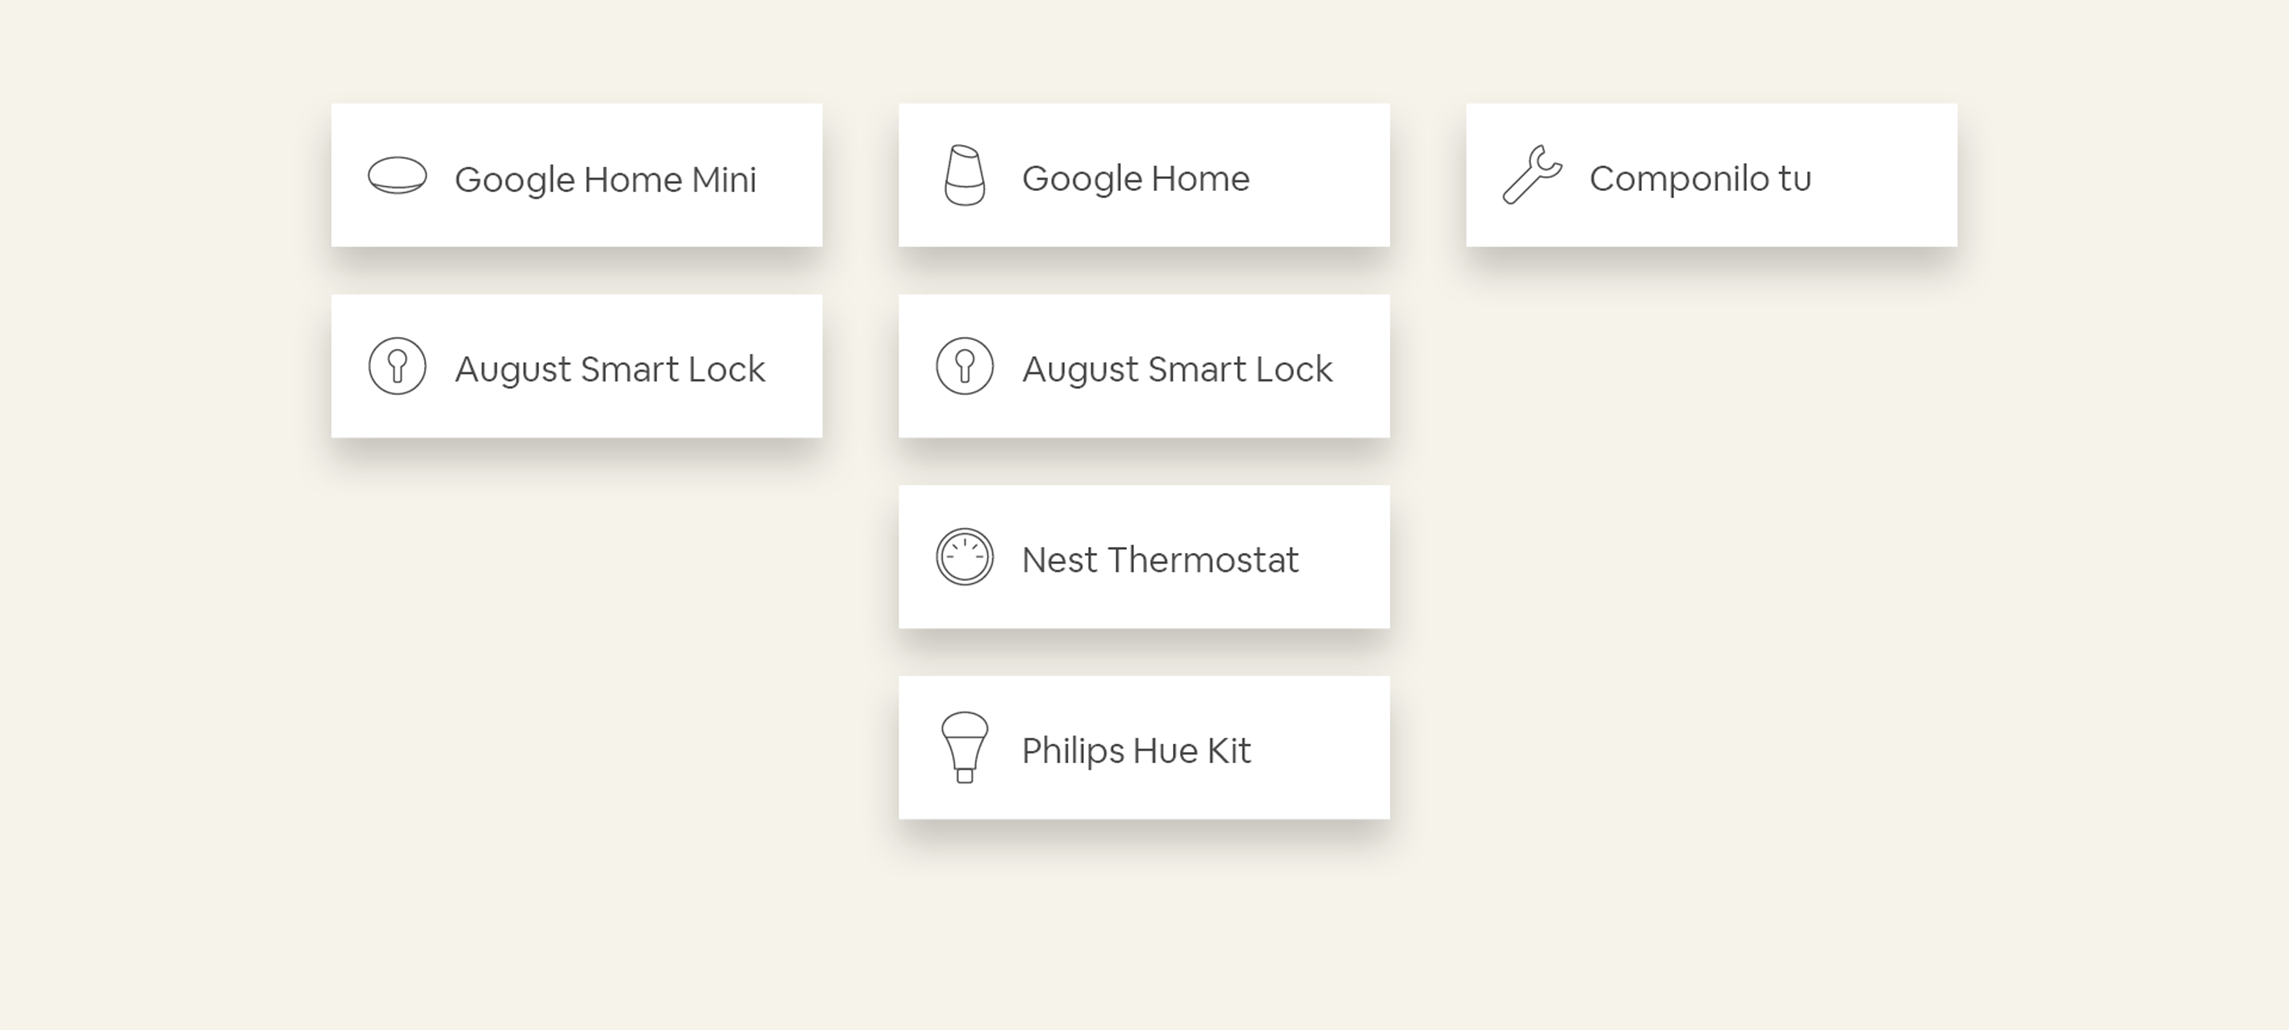 Google Home Mini
August Smart Lock
Google Home
August Smart Lock
Nest Thermostat
Philips Hue Kit
Componilo tu